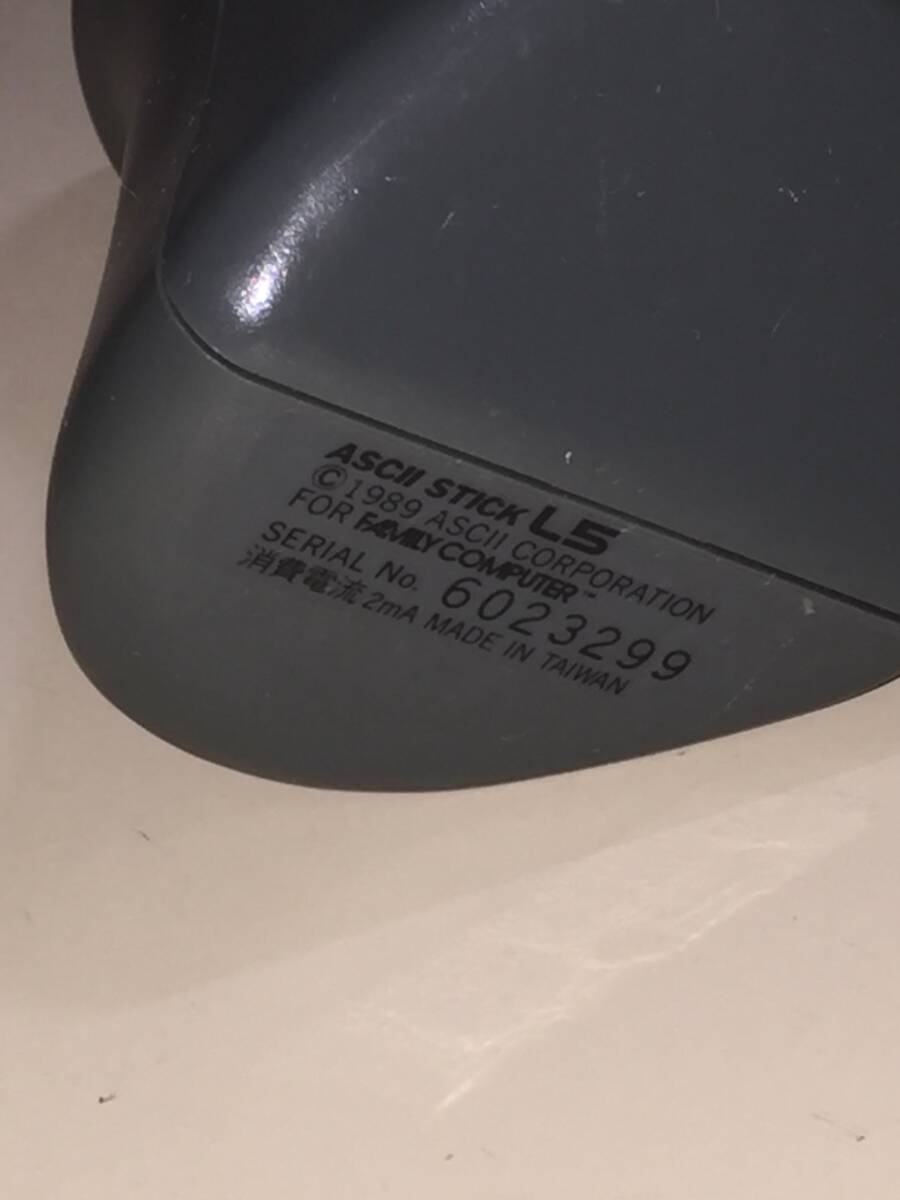 ASCII STICK L5
©1989 ASCII CORPORATION
FOR FAMILY COMPUTER™
SERIAL No. 6023299
消費電流 2mA MADE IN TAIWAN